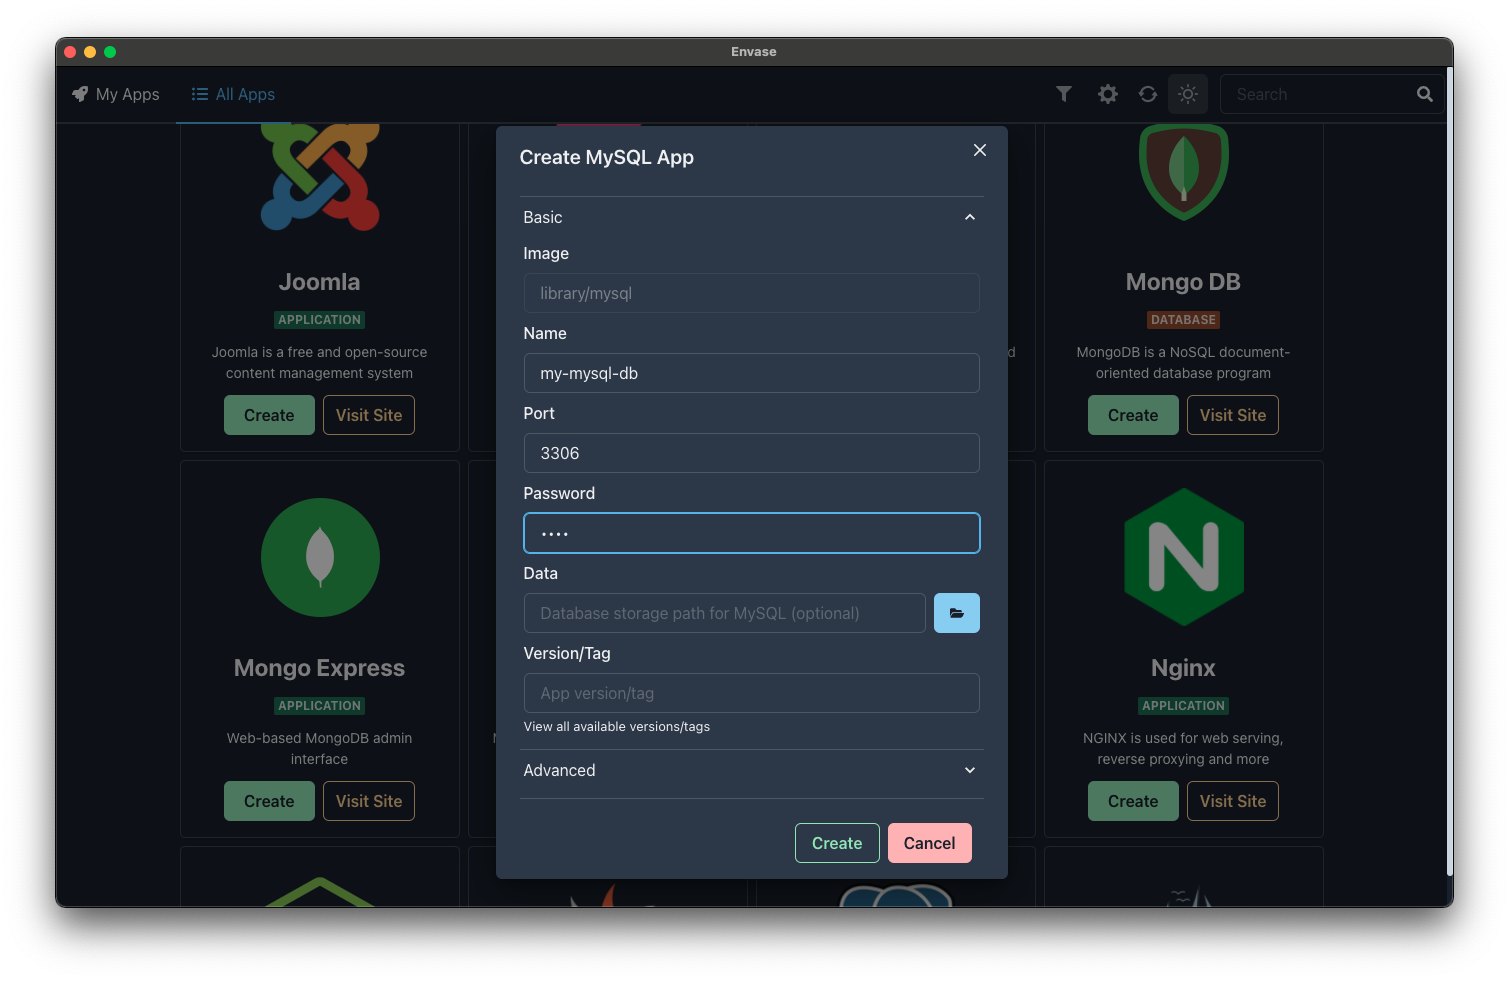 Envase
My Apps
All Apps
Search
Joomla
APPLICATION
Joomla is a free and open-source
content management system
Create
Visit Site
Mongo DB
DATABASE
MongoDB is a NoSQL document-
oriented database program
Create
Visit Site
Mongo Express
APPLICATION
Web-based MongoDB admin
interface
Create
Visit Site
N
Nginx
APPLICATION
NGINX is used for web serving,
reverse proxying and more
Create
Visit Site
Create MySQL App
Basic
Image
library/mysql
Name
my-mysql-db
Port
3306
Password
••••
Data
Database storage path for MySQL (optional)
Version/Tag
App version/tag
View all available versions/tags
Advanced
Create
Cancel